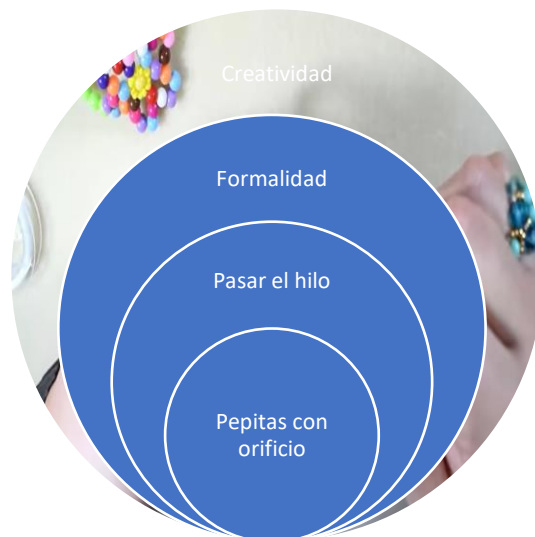 Creatividad
Formalidad
Pasar el hilo
Pepitas con
orificio